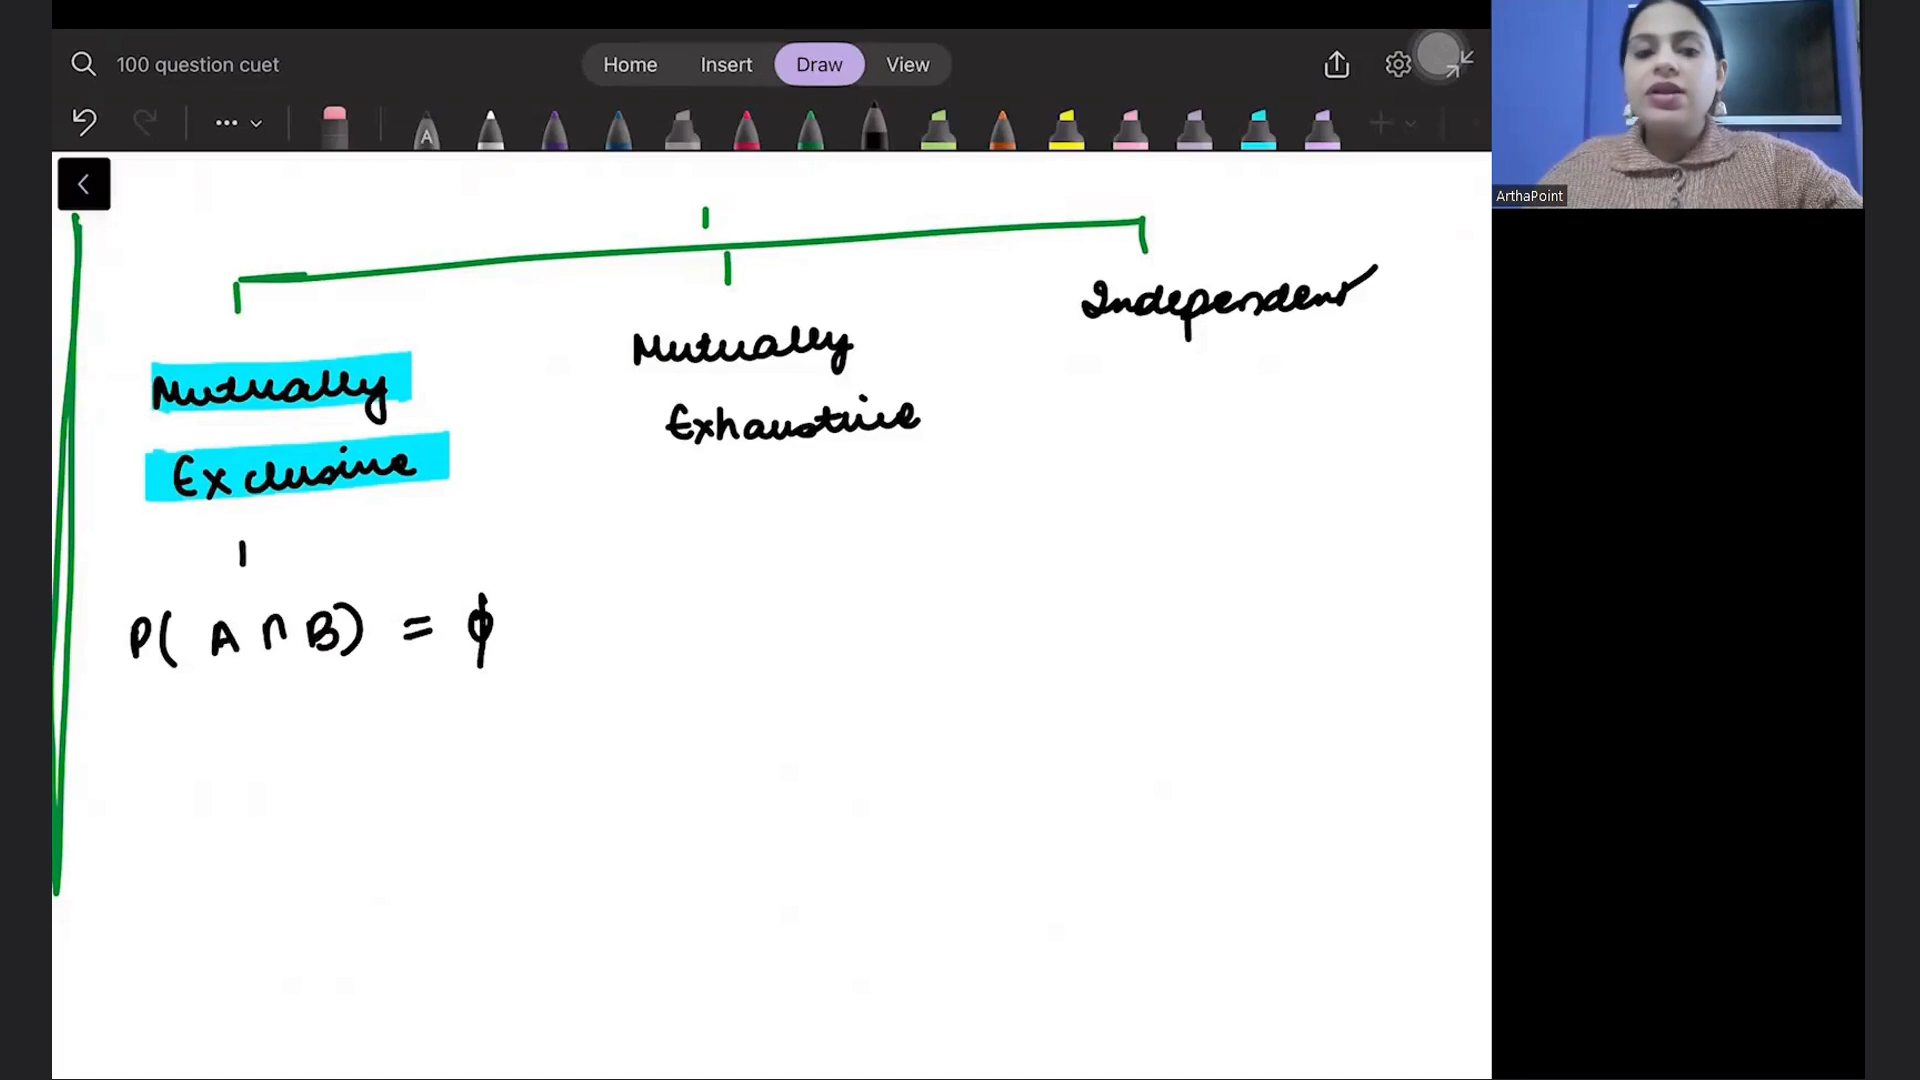 100 question cuet
Home Insert Draw View
A
ArthaPoint
Independent
Mutually
Exhaustive
Mutually
Exclusive
P( A ∩ B) = ϕ